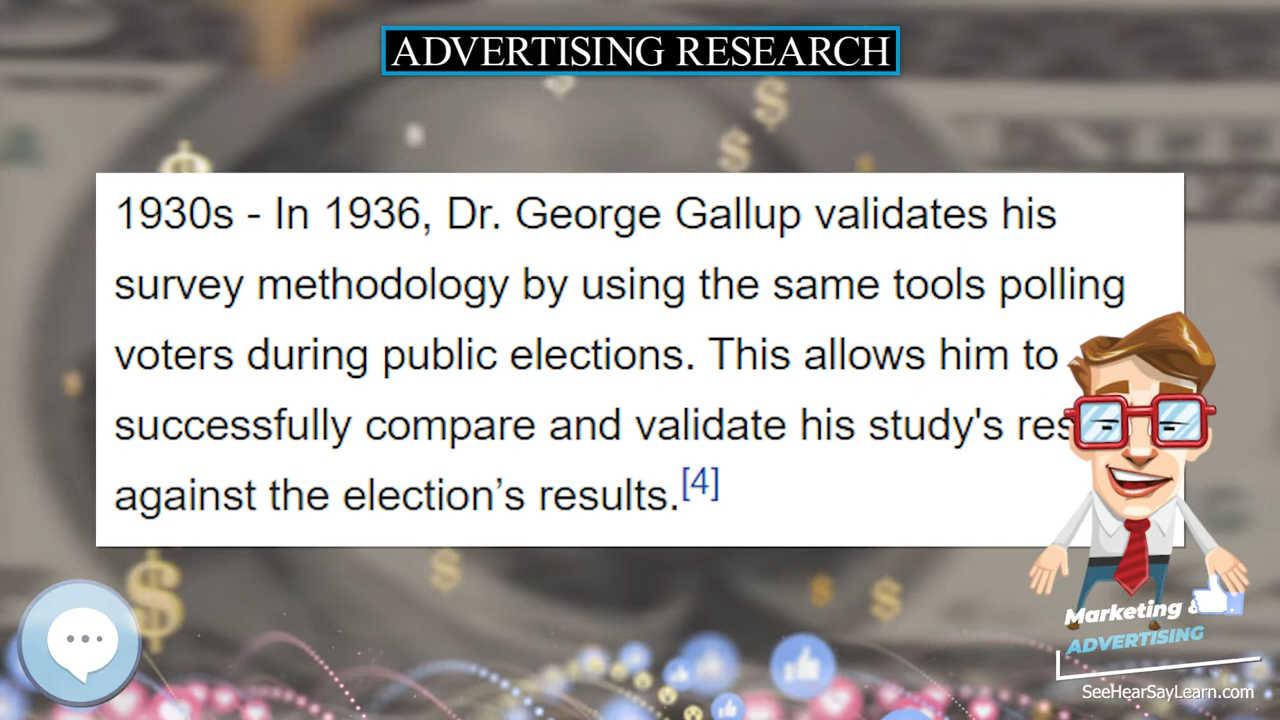 ADVERTISING RESEARCH
1930s - In 1936, Dr. George Gallup validates his
survey methodology by using the same tools polling
voters during public elections. This allows him to
successfully compare and validate his study's res
against the election’s results.[4]
Marketing &
ADVERTISING
SeeHearSayLearn.com